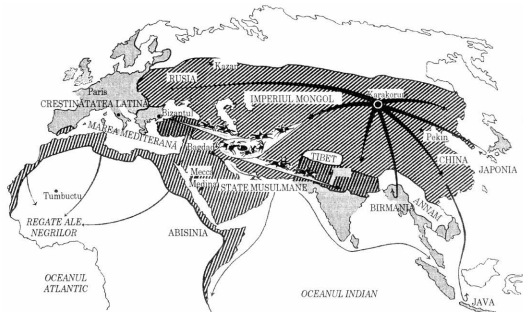 Kazan
RUSIA
Paris
CREȘTINĂTATEA LATINĂ
IMPERIUL MONGOL
Karakorum
Bizanțul
MAREA MEDITERANĂ
Pekin
Bagdad
CHINA
TIBET
JAPONIA
Mecca
Medina
STATE MUSULMANE
Tumbuctu
ANNAM
BIRMANIA
REGATE ALE
NEGRILOR
ABISINIA
OCEANUL
ATLANTIC
OCEANUL INDIAN
JAVA